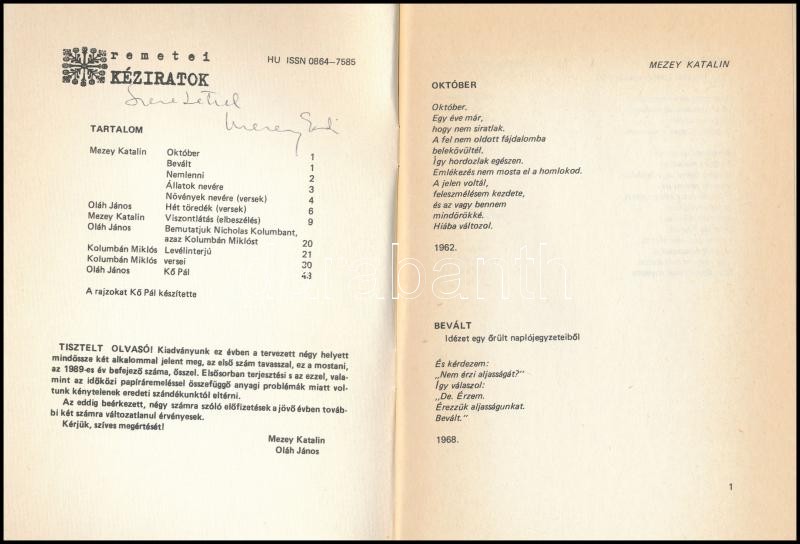 remetei
KÉZIRATOK
HU ISSN 0864—7585
Szeretettel
Mezey Kati
TARTALOM
Mezey Katalin Október 1
Bevált 1
Nemlenni 2
Állatok nevére 3
Növények nevére (versek) 4
Oláh János Hét töredék (versek) 6
Mezey Katalin Viszontlátás (elbeszélés) 9
Oláh János Bemutatjuk Nicholas Kolumbant,
azaz Kolumbán Miklóst 20
Kolumbán Miklós Levélinterjú 21
Kolumbán Miklós versei 30
Oláh János Kő Pál 43
A rajzokat Kő Pál készítette
TISZTELT OLVASÓ! Kiadványunk ez évben a tervezett négy helyett
mindössze két alkalommal jelent meg, az első szám tavasszal, ez a mostani,
az 1989-es év befejező száma, ősszel. Elsősorban terjesztési s az ezzel, vala-
mint az időközi papíráremeléssel összefüggő anyagi problémák miatt vol-
tunk kénytelenek eredeti szándékunktól eltérni.
Az eddig beérkezett, négy számra szóló előfizetések a jövő évben továb-
bi két számra változatlanul érvényesek.
Kérjük, szíves megértését!
Mezey Katalin
Oláh János
MEZEY KATALIN
OKTÓBER
Október.
Egy éve már,
hogy nem siratlak.
A fel nem oldott fájdalomba
belekövültél.
Így hordozlak egészen.
Emlékezés nem mosta el a homlokod.
A jelen voltál,
feleszmélésem kezdete,
és az vagy bennem
mindörökké.
Hiába változol.
1962.
BEVÁLT
Idézet egy őrült naplójegyzeteiből
És kérdezem:
„Nem érzi aljasságát?”
Így válaszol:
„De. Érzem.
Érezzük aljasságunkat.
Bevált.”
1968.
1
darabanth